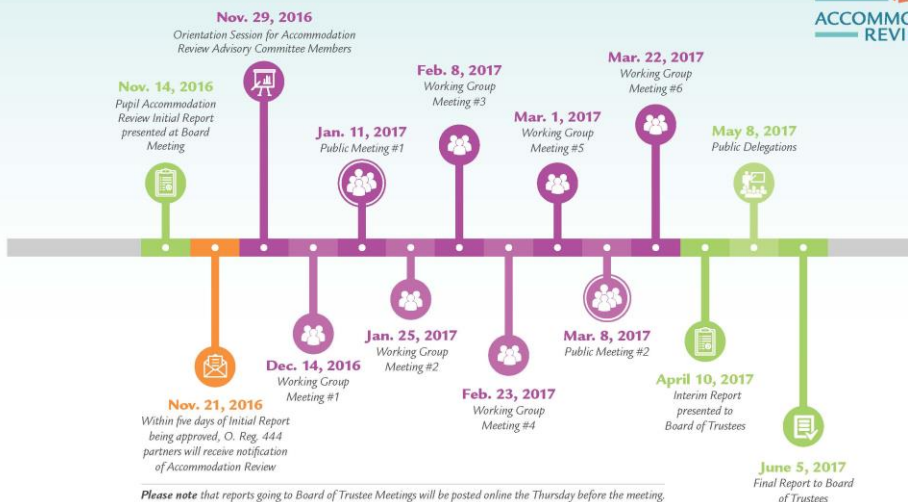 ACCOMMO
REVI
Nov. 14, 2016
Pupil Accommodation
Review Initial Report
presented at Board
Meeting
Nov. 21, 2016
Within five days of Initial Report
being approved, O. Reg. 444
partners will receive notification
of Accommodation Review
Nov. 29, 2016
Orientation Session for Accommodation
Review Advisory Committee Members
Dec. 14, 2016
Working Group
Meeting #1
Jan. 11, 2017
Public Meeting #1
Jan. 25, 2017
Working Group
Meeting #2
Feb. 8, 2017
Working Group
Meeting #3
Feb. 23, 2017
Working Group
Meeting #4
Mar. 1, 2017
Working Group
Meeting #5
Mar. 8, 2017
Public Meeting #2
Mar. 22, 2017
Working Group
Meeting #6
April 10, 2017
Interim Report
presented to
Board of Trustees
May 8, 2017
Public Delegations
June 5, 2017
Final Report to Board
of Trustees
Please note that reports going to Board of Trustee Meetings will be posted online the Thursday before the meeting.